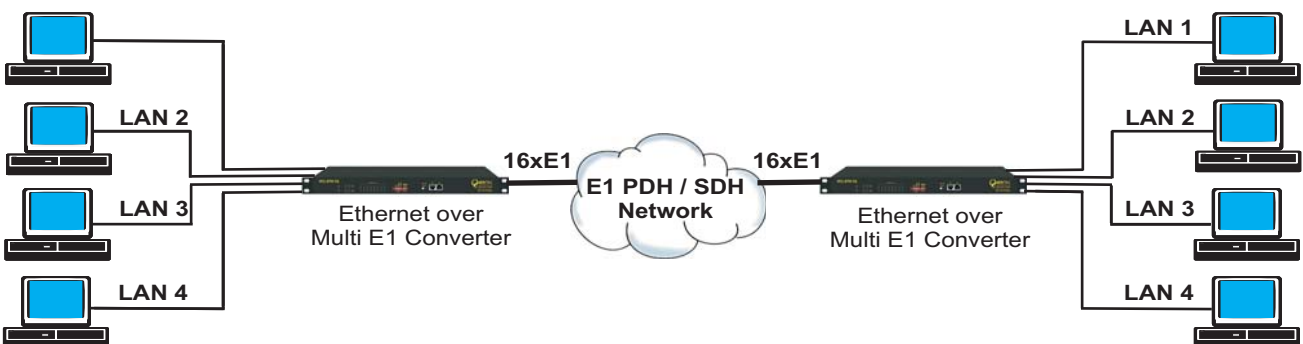 LAN 1
LAN 2
LAN 2
16xE1
16xE1
E1 PDH / SDH
Network
LAN 3
Ethernet over
Multi E1 Converter
Ethernet over
Multi E1 Converter
LAN 3
LAN 4
LAN 4